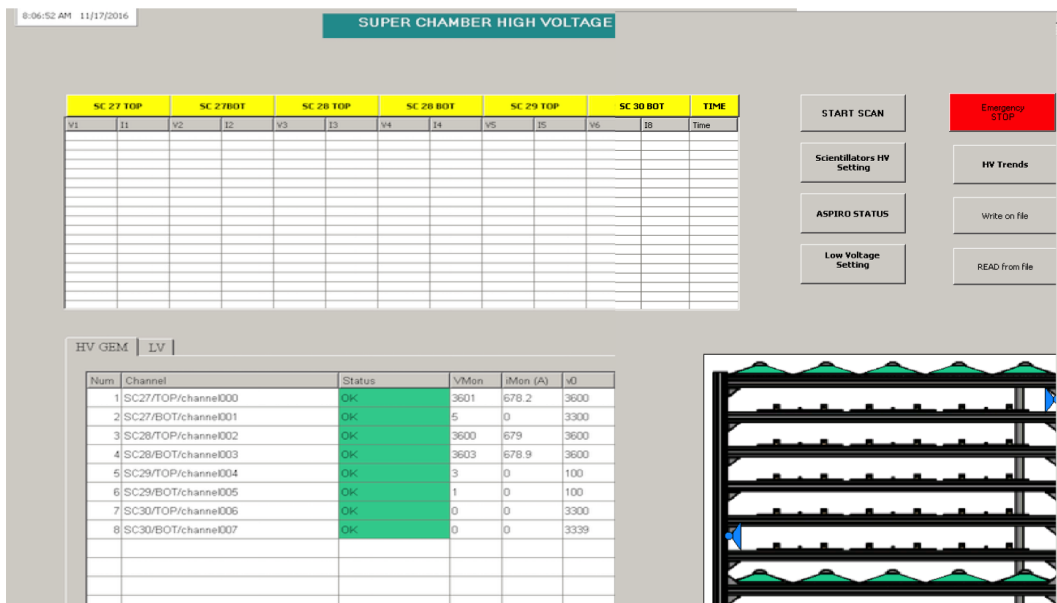 8:06:52 AM 11/17/2016
SUPER CHAMBER HIGH VOLTAGE
SC 27 TOP SC 27BOT SC 28 TOP SC 28 BOT SC 29 TOP SC 30 BOT TIME
V1 I1 V2 I2 V3 I3 V4 I4 V5 I5 V6 I8 Time
START SCAN
Emergency
STOP
Scientillators HV
Setting
HV Trends
ASPIRO STATUS
Write on file
Low Voltage
Setting
READ from file
HV GEM LV
Num Channel Status VMon iMon (A) v0
1 SC27/TOP/channel000 OK 3601 678.2 3600
2 SC27/BOT/channel001 OK 5 0 3300
3 SC28/TOP/channel002 OK 3600 679 3600
4 SC28/BOT/channel003 OK 3603 678.9 3600
5 SC29/TOP/channel004 OK 3 0 100
6 SC29/BOT/channel005 OK 1 0 100
7 SC30/TOP/channel006 OK 0 0 3300
8 SC30/BOT/channel007 OK 0 0 3339